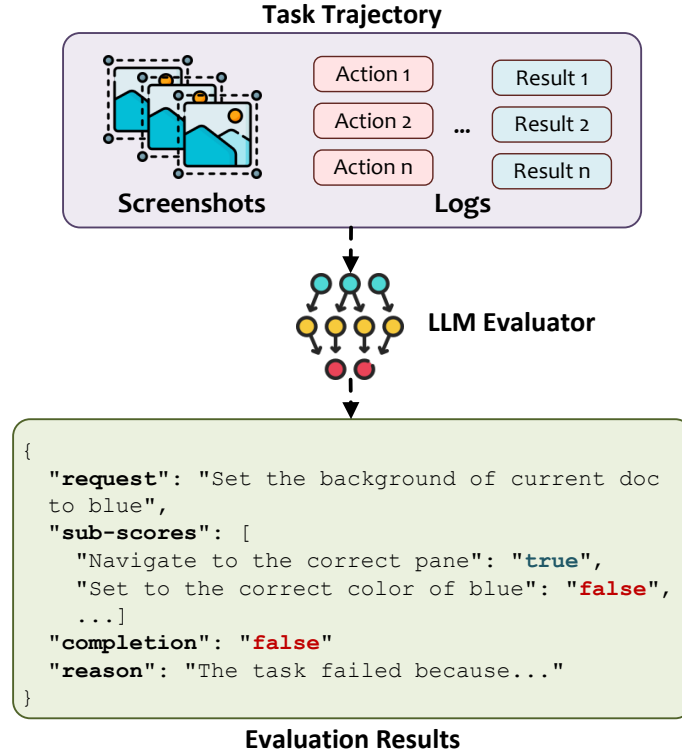 Task Trajectory
Action 1
Result 1
Action 2
...
Result 2
Action n
Result n
Screenshots
Logs
LLM Evaluator
{
"request": "Set the background of current doc
to blue",
"sub-scores": [
"Navigate to the correct pane": "true",
"Set to the correct color of blue": "false",
...]
"completion": "false"
"reason": "The task failed because..."
}
Evaluation Results